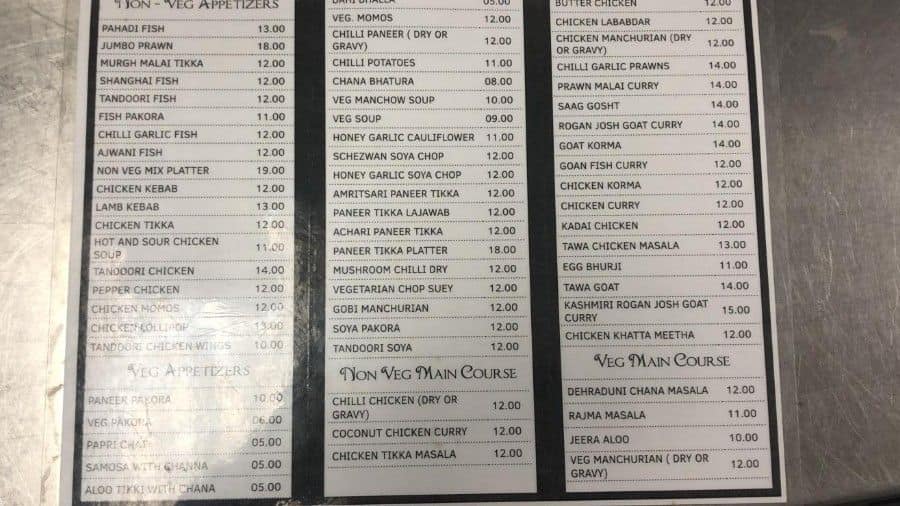 Non - Veg Appetizers
PAHADI FISH 13.00
JUMBO PRAWN 18.00
MURGH MALAI TIKKA 12.00
SHANGHAI FISH 12.00
TANDOORI FISH 12.00
FISH PAKORA 11.00
CHILLI GARLIC FISH 12.00
AJWANI FISH 12.00
NON VEG MIX PLATTER 19.00
CHICKEN KEBAB 12.00
LAMB KEBAB 13.00
CHICKEN TIKKA 12.00
HOT AND SOUR CHICKEN
SOUP 11.00
TANDOORI CHICKEN 14.00
PEPPER CHICKEN 12.00
CHICKEN MOMOS 12.00
CHICKEN LOLLIPOP 13.00
TANDOORI CHICKEN WINGS 10.00
Veg Appetizers
PANEER PAKORA 10.00
VEG PAKORA 06.00
PAPRI CHAT 05.00
SAMOSA WITH CHANNA 05.00
ALOO TIKKI WITH CHANA 05.00
DAHI BHALLA 05.00
VEG. MOMOS 12.00
CHILLI PANEER ( DRY OR
GRAVY) 12.00
CHILLI POTATOES 11.00
CHANA BHATURA 08.00
VEG MANCHOW SOUP 10.00
VEG SOUP 09.00
HONEY GARLIC CAULIFLOWER 11.00
SCHEZWAN SOYA CHOP 12.00
HONEY GARLIC SOYA CHOP 12.00
AMRITSARI PANEER TIKKA 12.00
PANEER TIKKA LAJAWAB 12.00
ACHARI PANEER TIKKA 12.00
PANEER TIKKA PLATTER 18.00
MUSHROOM CHILLI DRY 12.00
VEGETARIAN CHOP SUEY 12.00
GOBI MANCHURIAN 12.00
SOYA PAKORA 12.00
TANDOORI SOYA 12.00
Non Veg Main Course
CHILLI CHICKEN (DRY OR
GRAVY) 12.00
COCONUT CHICKEN CURRY 12.00
CHICKEN TIKKA MASALA 12.00
BUTTER CHICKEN 12.00
CHICKEN LABABDAR 12.00
CHICKEN MANCHURIAN (DRY
OR GRAVY) 12.00
CHILLI GARLIC PRAWNS 14.00
PRAWN MALAI CURRY 14.00
SAAG GOSHT 14.00
ROGAN JOSH GOAT CURRY 14.00
GOAT KORMA 14.00
GOAN FISH CURRY 12.00
CHICKEN KORMA 12.00
CHICKEN CURRY 12.00
KADAI CHICKEN 12.00
TAWA CHICKEN MASALA 13.00
EGG BHURJI 11.00
TAWA GOAT 14.00
KASHMIRI ROGAN JOSH GOAT
CURRY 15.00
CHICKEN KHATTA MEETHA 12.00
Veg Main Course
DEHRADUNI CHANA MASALA 12.00
RAJMA MASALA 11.00
JEERA ALOO 10.00
VEG MANCHURIAN ( DRY OR
GRAVY) 12.00